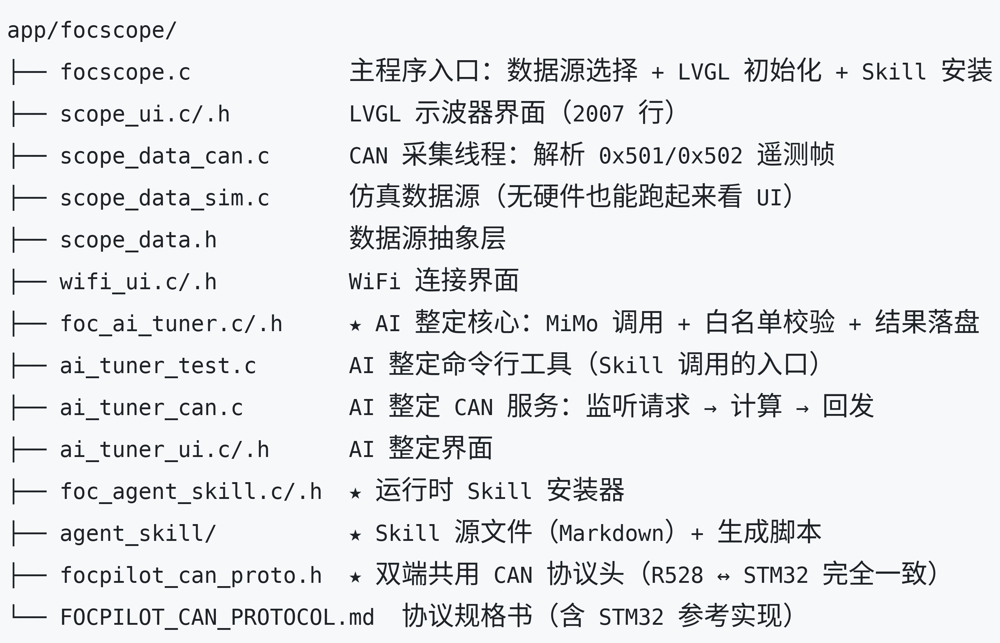 app/focscope/
├── focscope.c            主程序入口：数据源选择 + LVGL 初始化 + Skill 安装
├── scope_ui.c/.h         LVGL 示波器界面（2007 行）
├── scope_data_can.c      CAN 采集线程：解析 0x501/0x502 遥测帧
├── scope_data_sim.c      仿真数据源（无硬件也能跑起来看 UI）
├── scope_data.h          数据源抽象层
├── wifi_ui.c/.h          WiFi 连接界面
├── foc_ai_tuner.c/.h     ★ AI 整定核心：MiMo 调用 + 白名单校验 + 结果落盘
├── ai_tuner_test.c       AI 整定命令行工具（Skill 调用的入口）
├── ai_tuner_can.c        AI 整定 CAN 服务：监听请求 → 计算 → 回发
├── ai_tuner_ui.c/.h      AI 整定界面
├── foc_agent_skill.c/.h  ★ 运行时 Skill 安装器
├── agent_skill/          ★ Skill 源文件（Markdown）+ 生成脚本
├── focpilot_can_proto.h  ★ 双端共用 CAN 协议头（R528 ↔ STM32 完全一致）
└── FOCPILOT_CAN_PROTOCOL.md  协议规格书（含 STM32 参考实现）